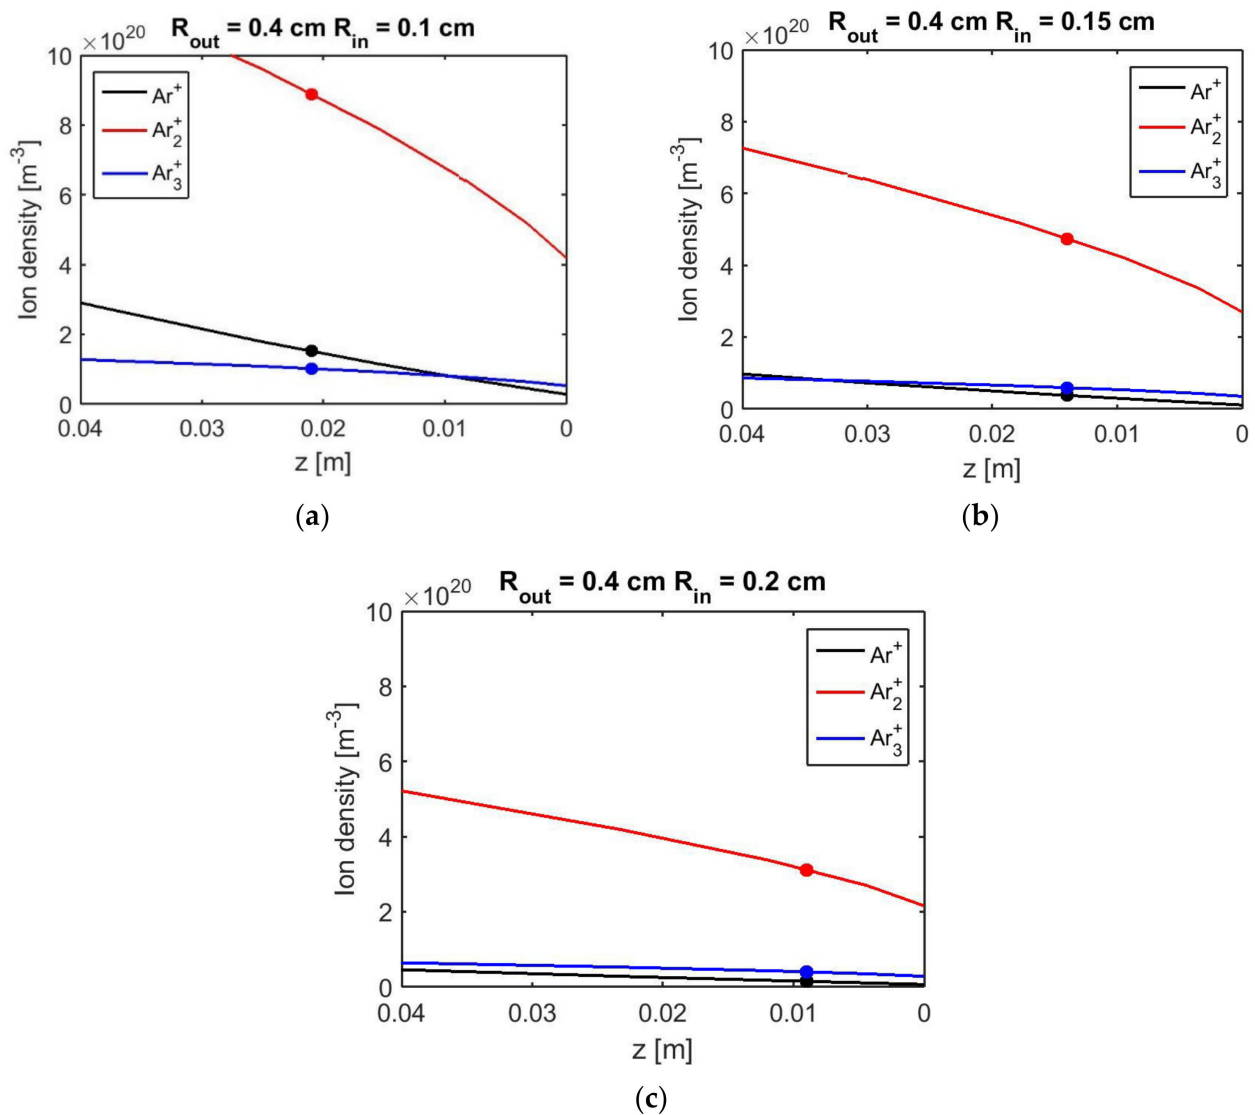 R_out = 0.4 cm R_in = 0.1 cm
×10^20
10
8
6
4
2
0
Ion density [m^-3]
Ar^+
Ar_2^+
Ar_3^+
0.04 0.03 0.02 0.01 0
z [m]
(a)
R_out = 0.4 cm R_in = 0.15 cm
×10^20
10
8
6
4
2
0
Ion density [m^-3]
Ar^+
Ar_2^+
Ar_3^+
0.04 0.03 0.02 0.01 0
z [m]
(b)
R_out = 0.4 cm R_in = 0.2 cm
×10^20
10
8
6
4
2
0
Ion density [m^-3]
Ar^+
Ar_2^+
Ar_3^+
0.04 0.03 0.02 0.01 0
z [m]
(c)